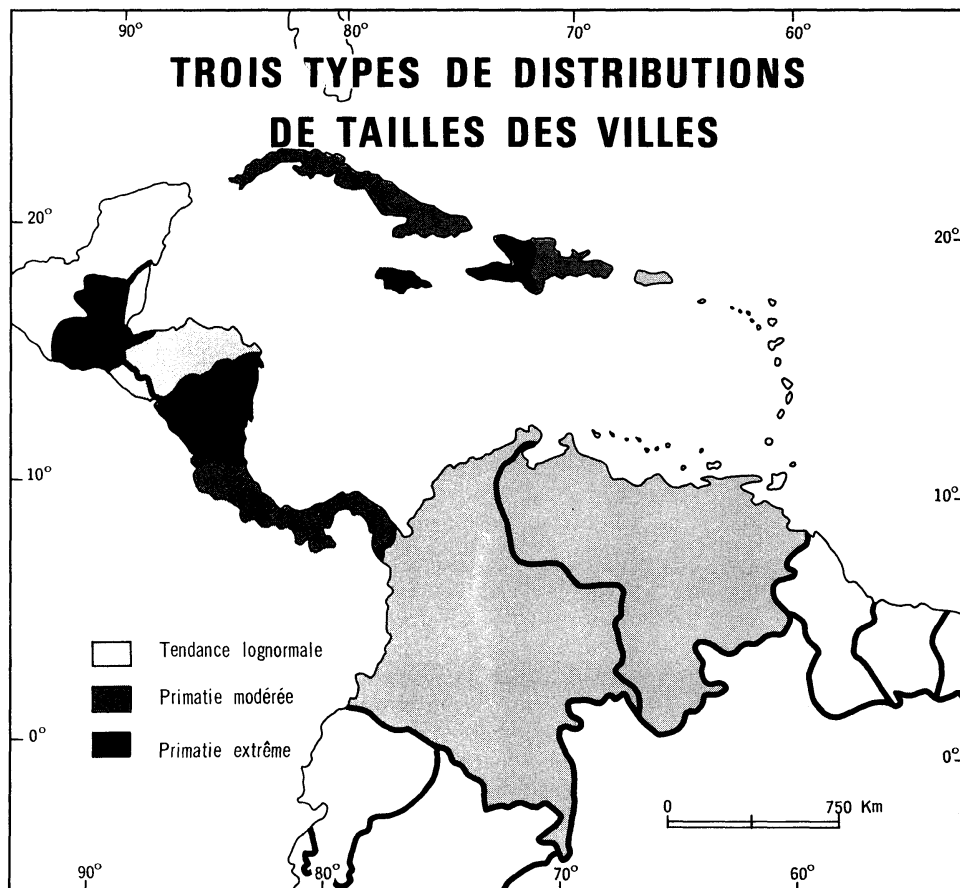 90° 80° 70° 60°
TROIS TYPES DE DISTRIBUTIONS
DE TAILLES DES VILLES
20° 20°
10° 10°
Tendance lognormale
Primatie modérée
Primatie extrême
0° 0°
0 750 Km
90° 80° 70° 60°